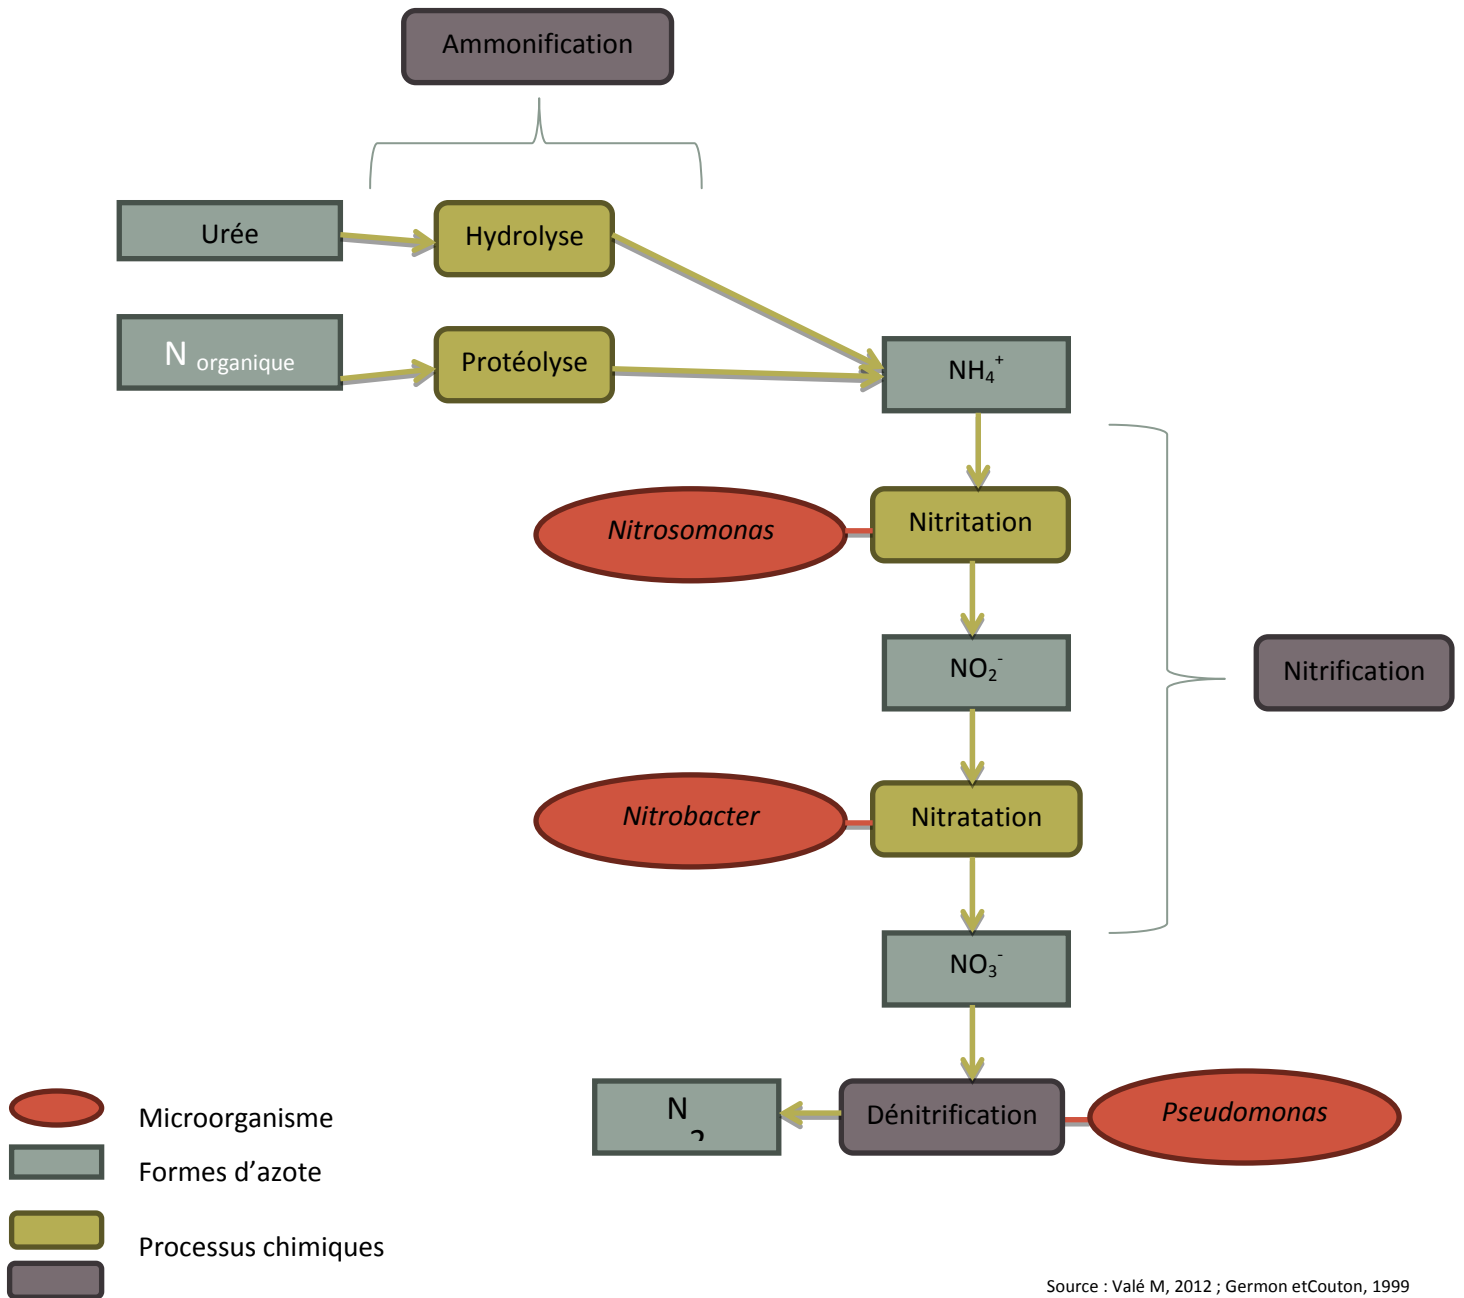 Ammonification
Urée
Hydrolyse
N organique
Protéolyse
NH₄⁺
Nitrosomonas
Nitritation
NO₂⁻
Nitrification
Nitrobacter
Nitratation
NO₃⁻
N
2
Dénitrification
Pseudomonas
Microorganisme
Formes d’azote
Processus chimiques
Source : Valé M, 2012 ; Germon etCouton, 1999